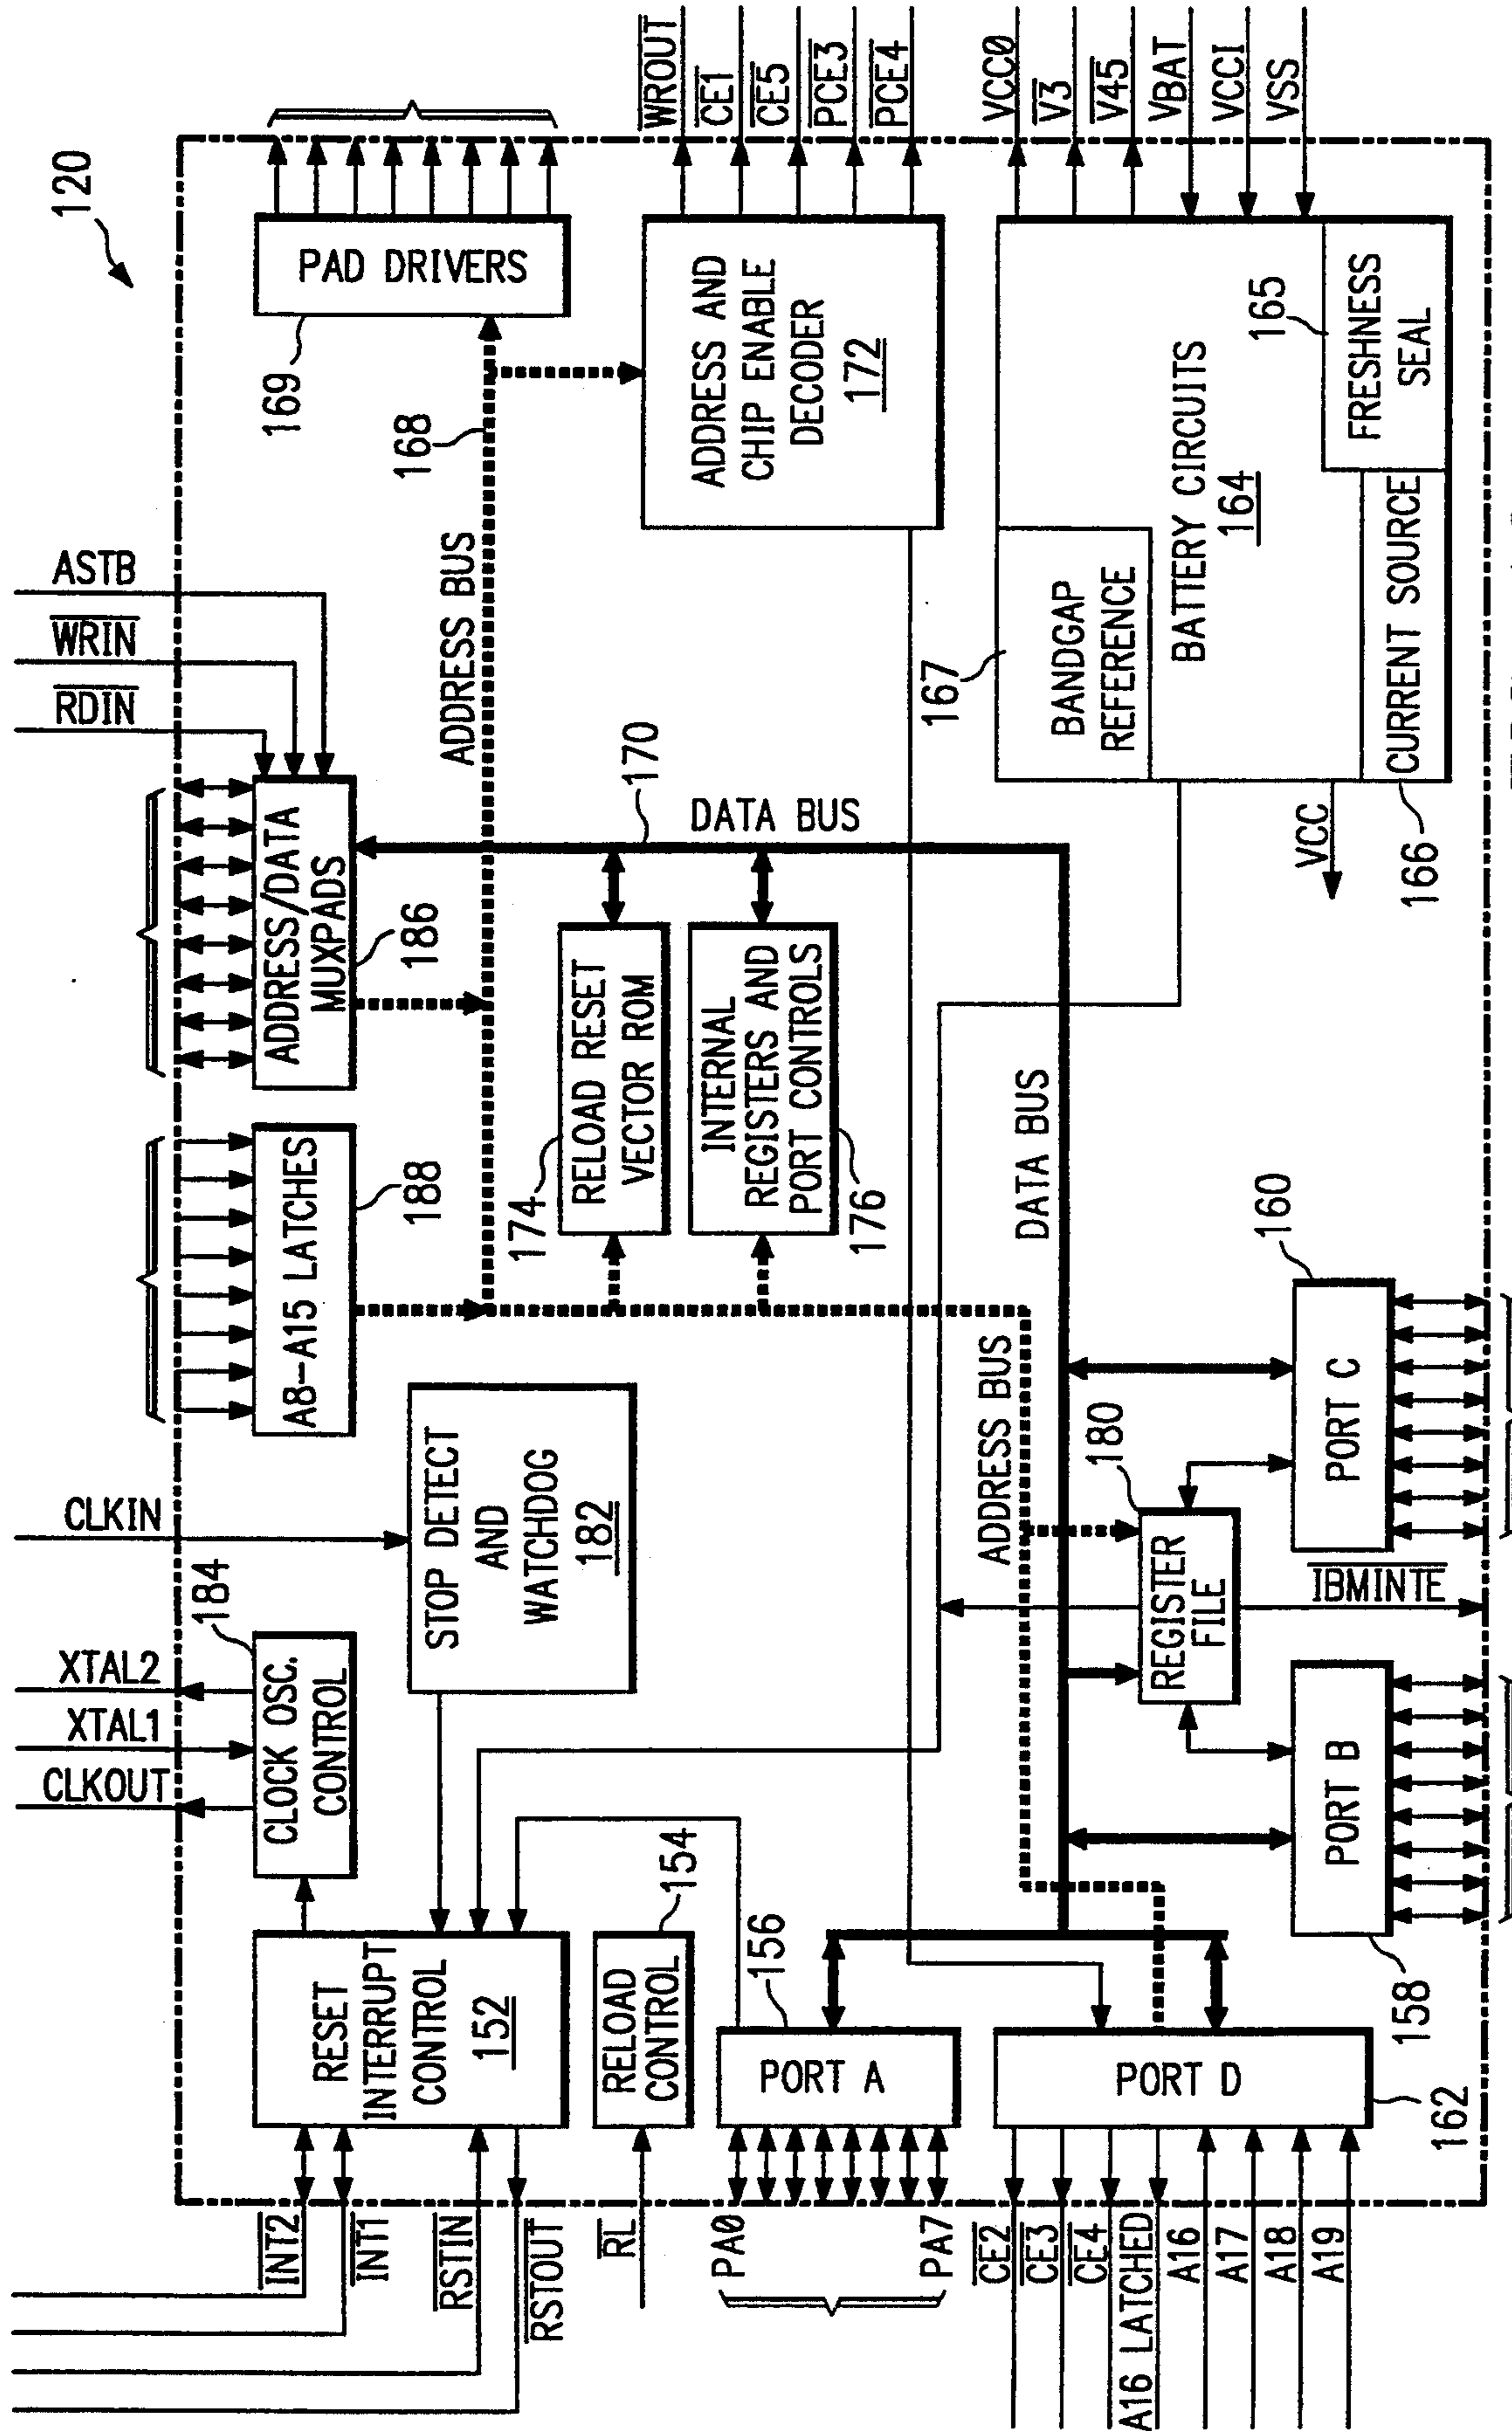 120
ASTB
WRIN
RDIN
CLKIN
XTAL2
XTAL1
CLKOUT
INT2
INT1
RSTIN
RSTOUT
RL
PA0
PA7
CE2
CE3
CE4
A16 LATCHED
A16
A17
A18
A19
RESET
INTERRUPT
CONTROL
152
CLOCK OSC.
CONTROL
184
STOP DETECT
AND
WATCHDOG
182
A8-A15 LATCHES
188
ADDRESS/DATA
MUXPADS
186
PAD DRIVERS
169
168
ADDRESS BUS
RELOAD
CONTROL
154
PORT A
156
PORT D
162
RELOAD RESET
VECTOR ROM
174
INTERNAL
REGISTERS AND
PORT CONTROLS
176
170
DATA BUS
ADDRESS AND
CHIP ENABLE
DECODER
172
WROUT
CE1
CE5
PCE3
PCE4
VCC0
V3
V45
VBAT
VCCI
VSS
DATA BUS
ADDRESS BUS
REGISTER
FILE
180
IBMINTE
PORT B
158
PORT C
160
BANDGAP
REFERENCE
167
BATTERY CIRCUITS
164
165
FRESHNESS
SEAL
CURRENT SOURCE
166
VCC